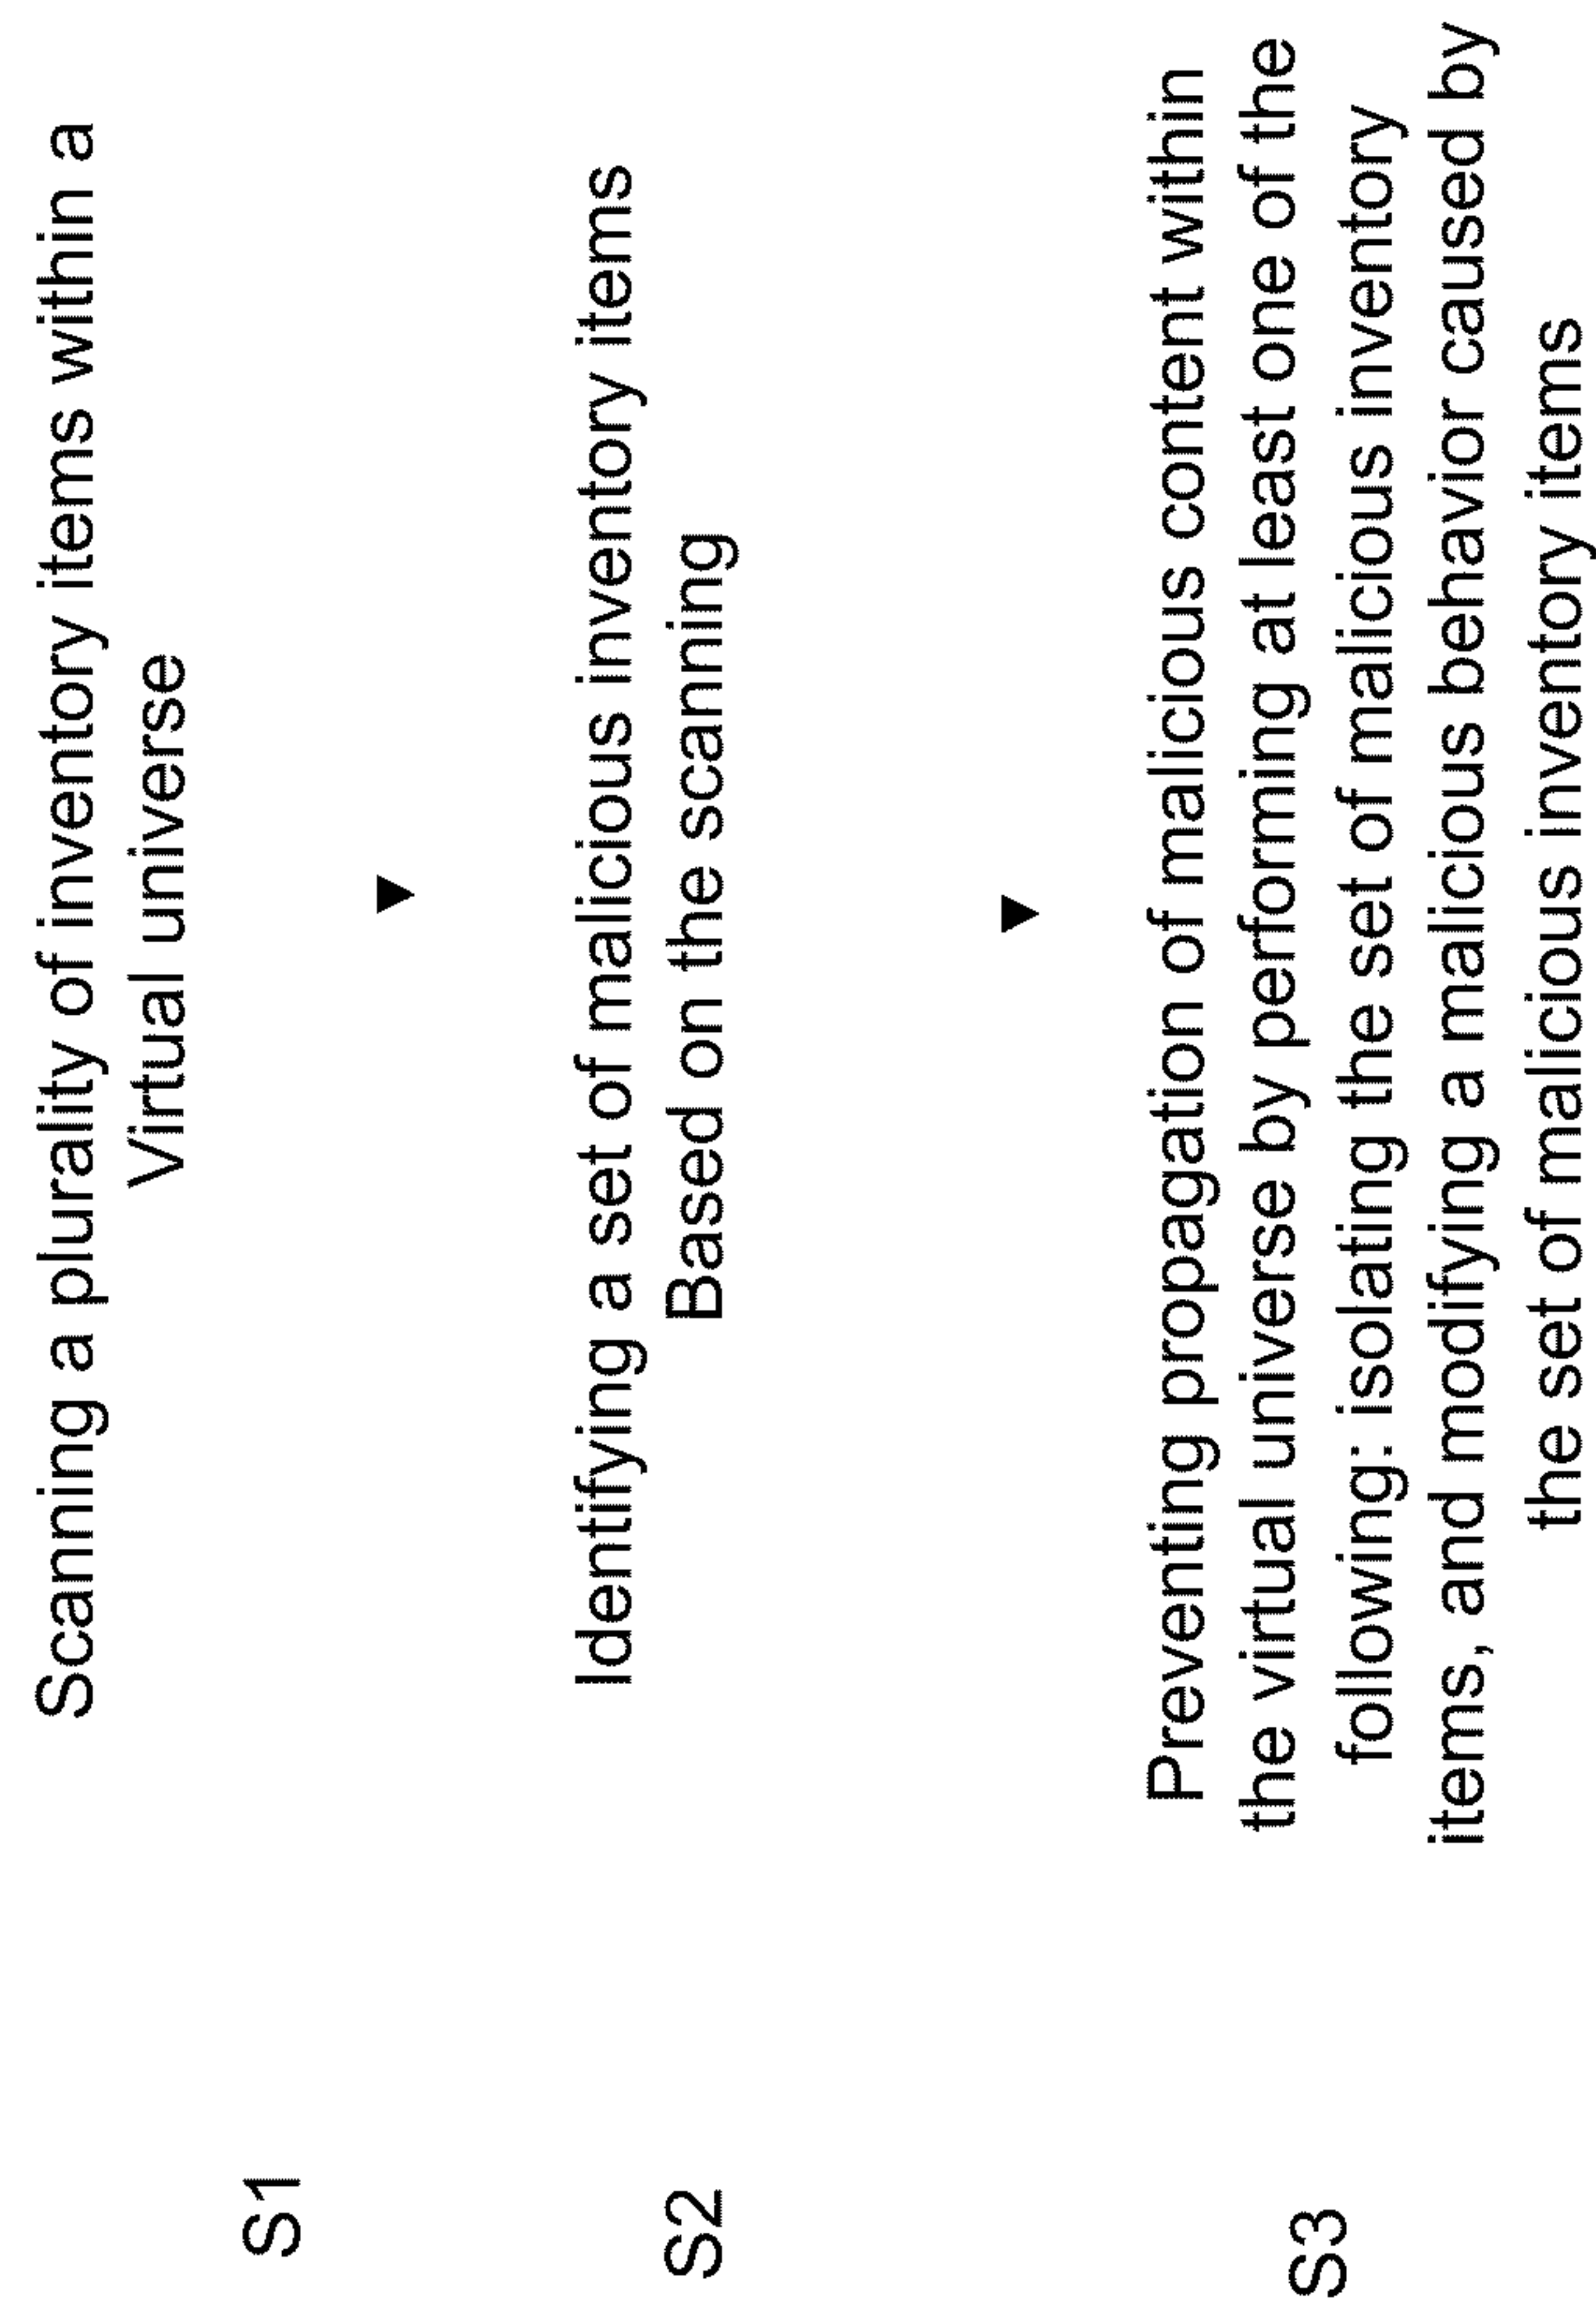 Scanning a plurality of inventory items within a
Virtual universe
S1
Identifying a set of malicious inventory items
Based on the scanning
S2
Preventing propagation of malicious content within
the virtual universe by performing at least one of the
following: isolating the set of malicious inventory
items, and modifying a malicious behavior caused by
the set of malicious inventory items
S3